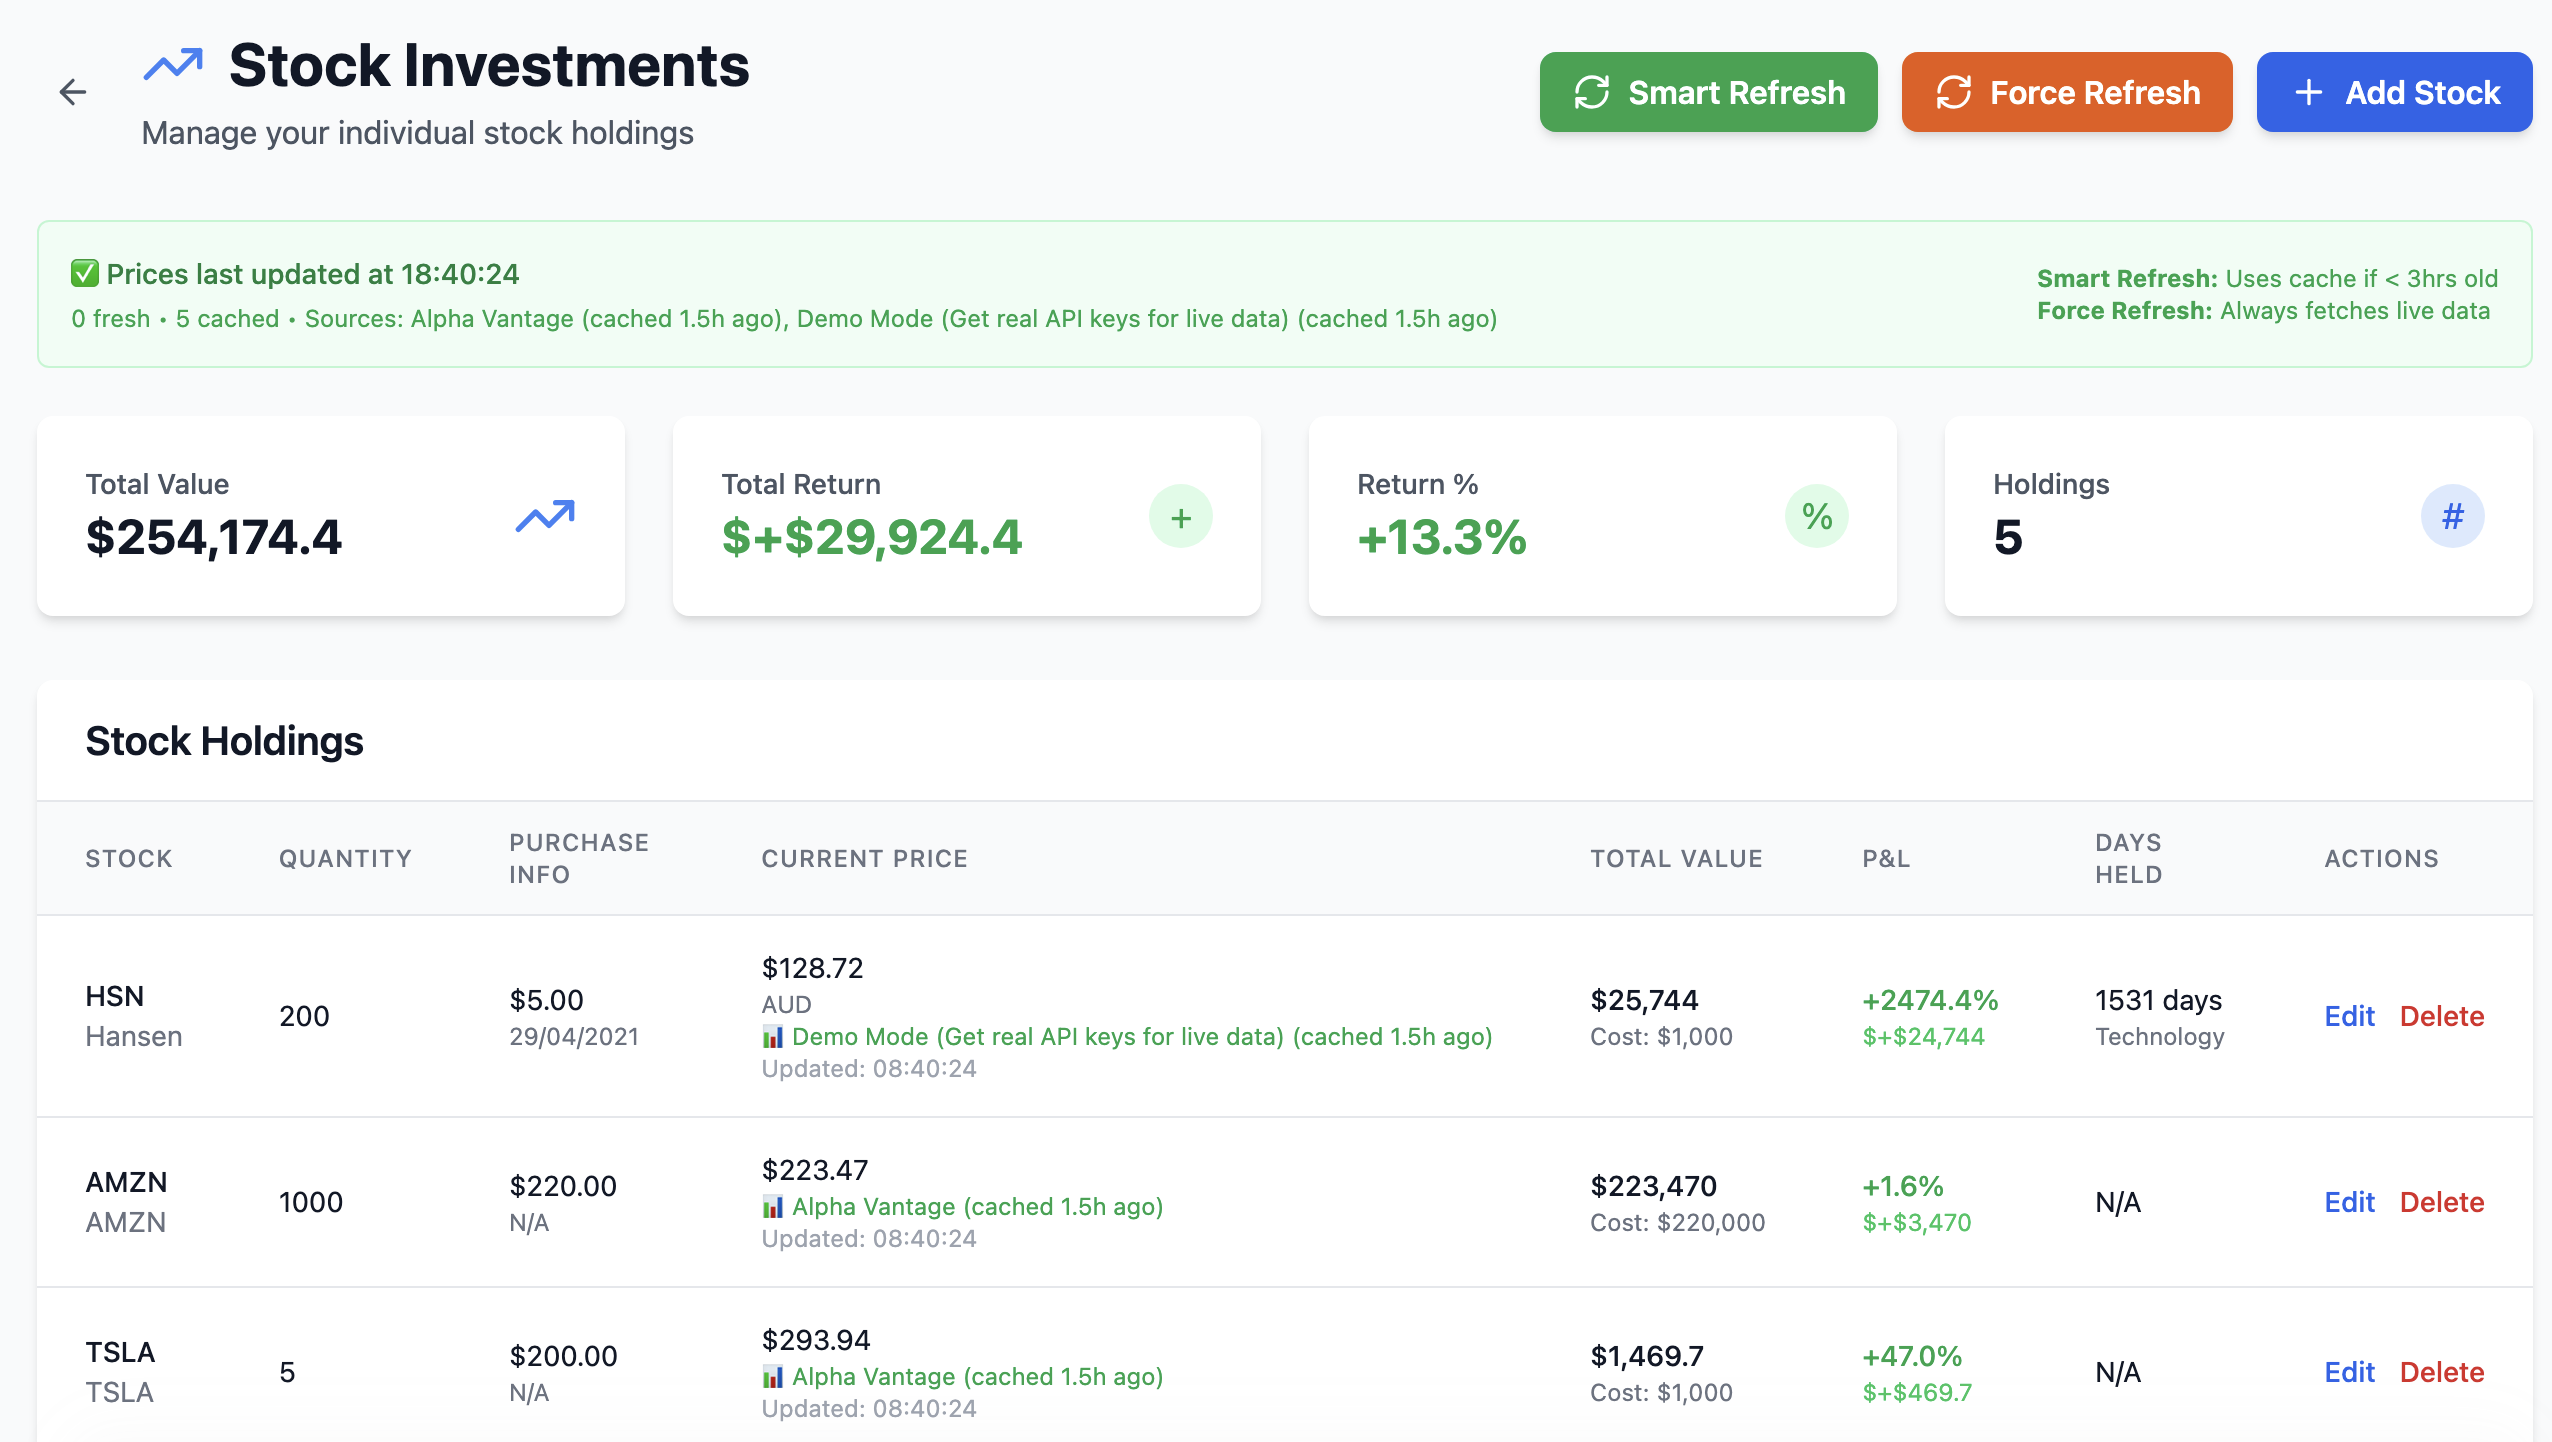 Stock Investments
Manage your individual stock holdings
Smart Refresh
Force Refresh
+ Add Stock
✅ Prices last updated at 18:40:24
0 fresh • 5 cached • Sources: Alpha Vantage (cached 1.5h ago), Demo Mode (Get real API keys for live data) (cached 1.5h ago)
Smart Refresh: Uses cache if < 3hrs old
Force Refresh: Always fetches live data
Total Value
$254,174.4
Total Return
$+$29,924.4
+
Return %
+13.3%
%
Holdings
5
#
Stock Holdings
STOCK
QUANTITY
PURCHASE
INFO
CURRENT PRICE
TOTAL VALUE
P&L
DAYS
HELD
ACTIONS
HSN
Hansen
200
$5.00
29/04/2021
$128.72
AUD
📊 Demo Mode (Get real API keys for live data) (cached 1.5h ago)
Updated: 08:40:24
$25,744
Cost: $1,000
+2474.4%
$+$24,744
1531 days
Technology
Edit Delete
AMZN
AMZN
1000
$220.00
N/A
$223.47
📊 Alpha Vantage (cached 1.5h ago)
Updated: 08:40:24
$223,470
Cost: $220,000
+1.6%
$+$3,470
N/A
Edit Delete
TSLA
TSLA
5
$200.00
N/A
$293.94
📊 Alpha Vantage (cached 1.5h ago)
Updated: 08:40:24
$1,469.7
Cost: $1,000
+47.0%
$+$469.7
N/A
Edit Delete